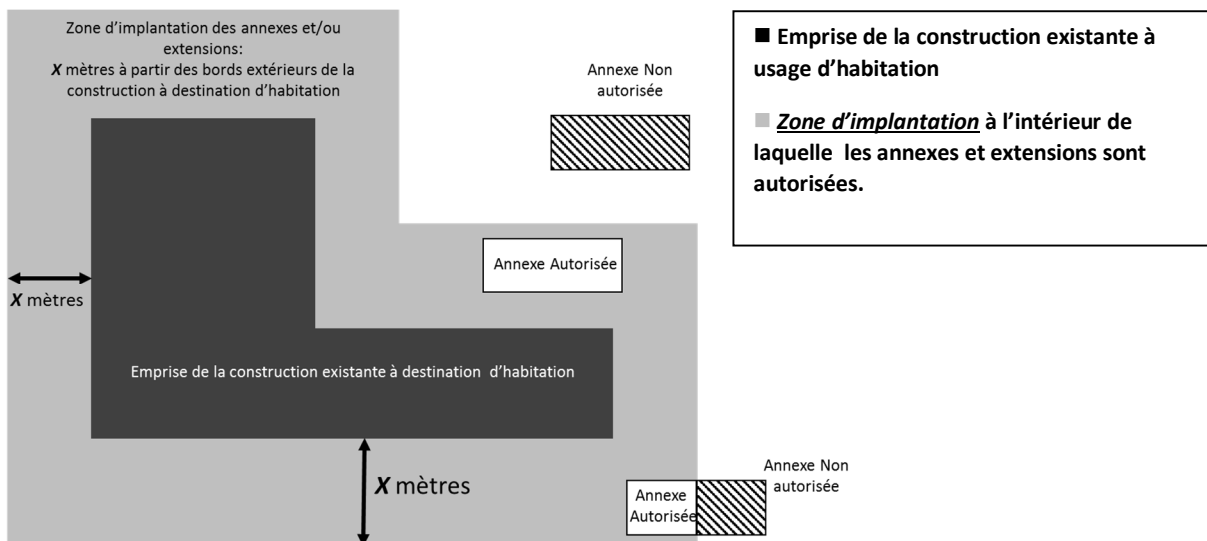 Zone d'implantation des annexes et/ou
extensions:
X mètres à partir des bords extérieurs de la
construction à destination d'habitation
Annexe Non
autorisée
Annexe Autorisée
X mètres
Emprise de la construction existante à destination d'habitation
X mètres
Annexe
Autorisée
Annexe Non
autorisée
Emprise de la construction existante à
usage d'habitation
Zone d'implantation à l'intérieur de
laquelle les annexes et extensions sont
autorisées.